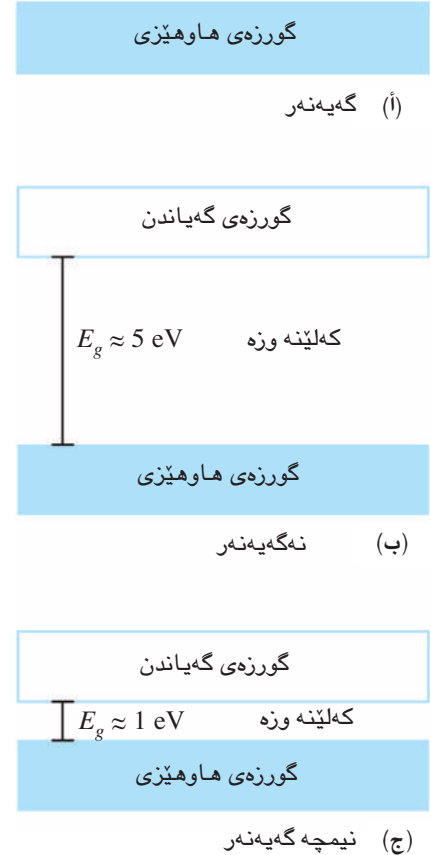 گورزەی هاوهێزی
(أ) گەیەنەر
گورزەی گەیاندن
کەلێنە وزە E_g ≈ 5 eV
گورزەی هاوهێزی
(ب) نەگەیەنەر
گورزەی گەیاندن
کەلێنە وزە E_g ≈ 1 eV
گورزەی هاوهێزی
(ج) نیمچە گەیەنەر